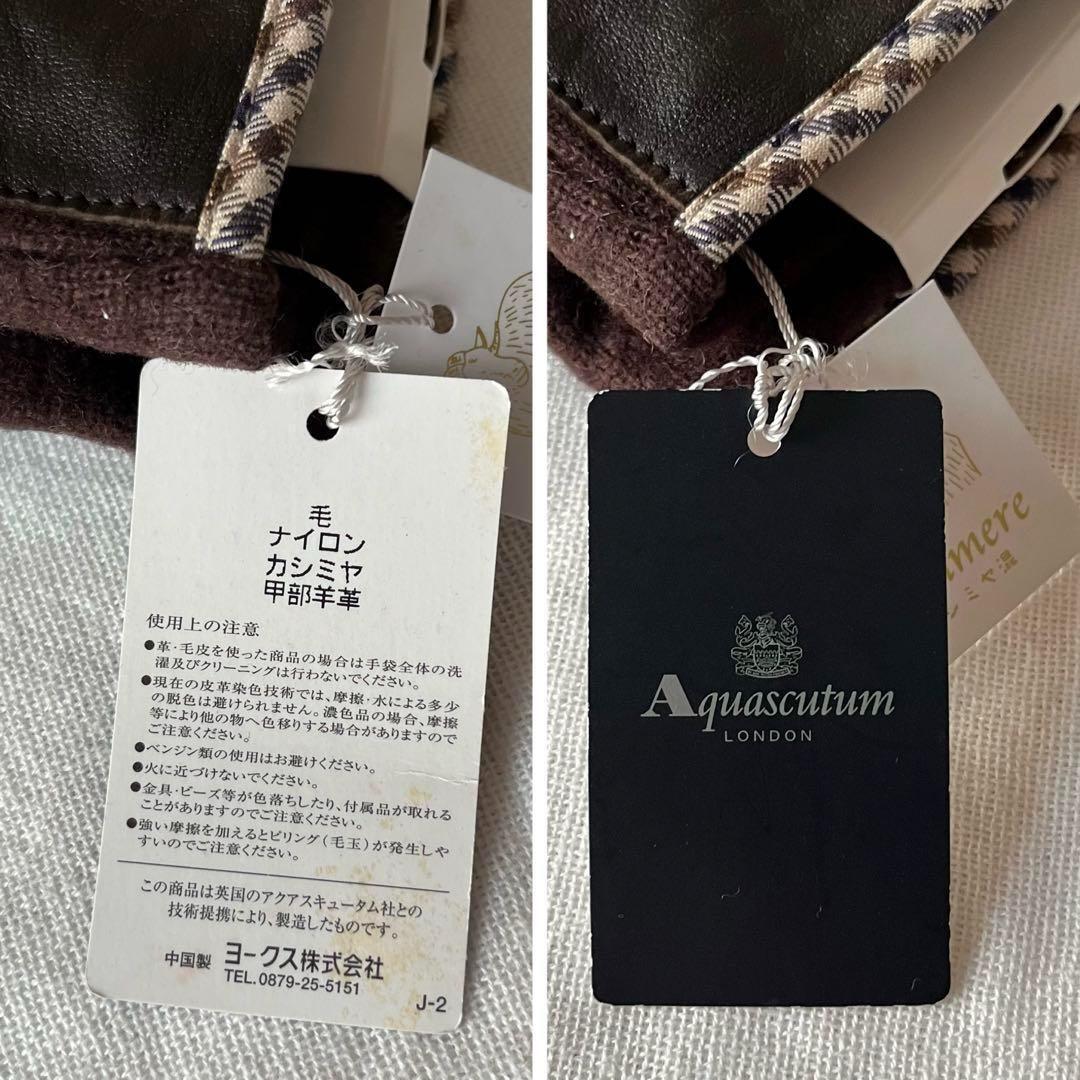 毛
ナイロン
カシミヤ
甲部羊革
使用上の注意
●革・毛皮を使った商品の場合は手袋全体の洗
濯及びクリーニングは行わないでください。
●現在の皮革染色技術では、摩擦・水による多少
の脱色は避けられません。濃色品の場合、摩擦
等により他の物へ色移りする場合がありますので
ご注意ください。
●ベンジン類の使用はお避けください。
●火に近づけないでください。
●金具・ビーズ等が色落ちしたり、付属品が取れる
ことがありますのでご注意ください。
●強い摩擦を加えるとピリング(毛玉)が発生しや
すいのでご注意ください。
この商品は英国のアクアスキュータム社との
技術提携により、製造したものです。
中国製 ヨークス株式会社
TEL.0879-25-5151
J-2
Aquascutum
LONDON
mere
ミヤ混